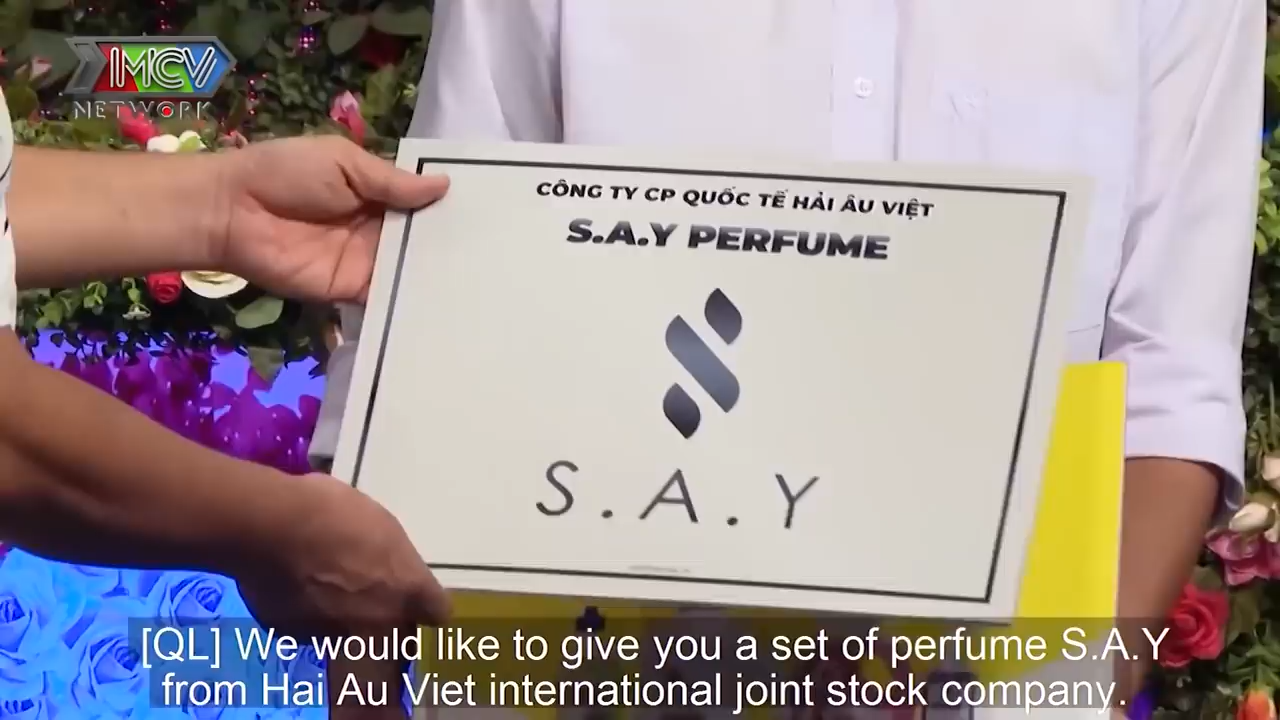 MCV
NETWORK
CÔNG TY CP QUỐC TẾ HẢI ÂU VIỆT
S.A.Y PERFUME
S.A.Y
[QL] We would like to give you a set of perfume S.A.Y
from Hai Au Viet international joint stock company.